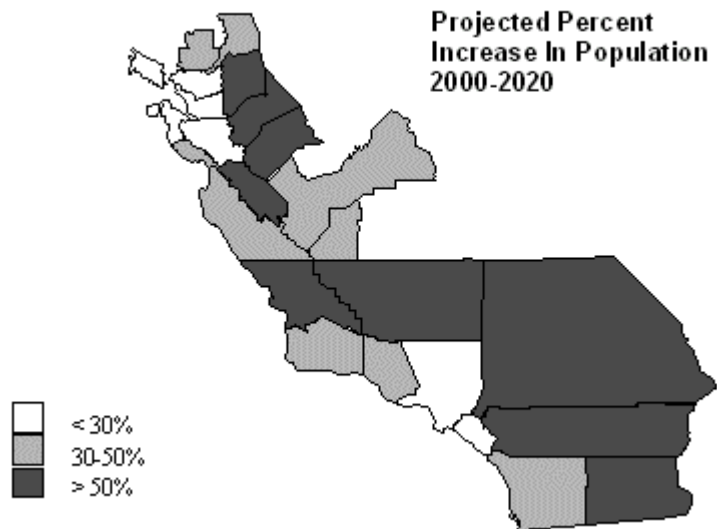 Projected Percent
Increase In Population
2000-2020
< 30%
30-50%
> 50%